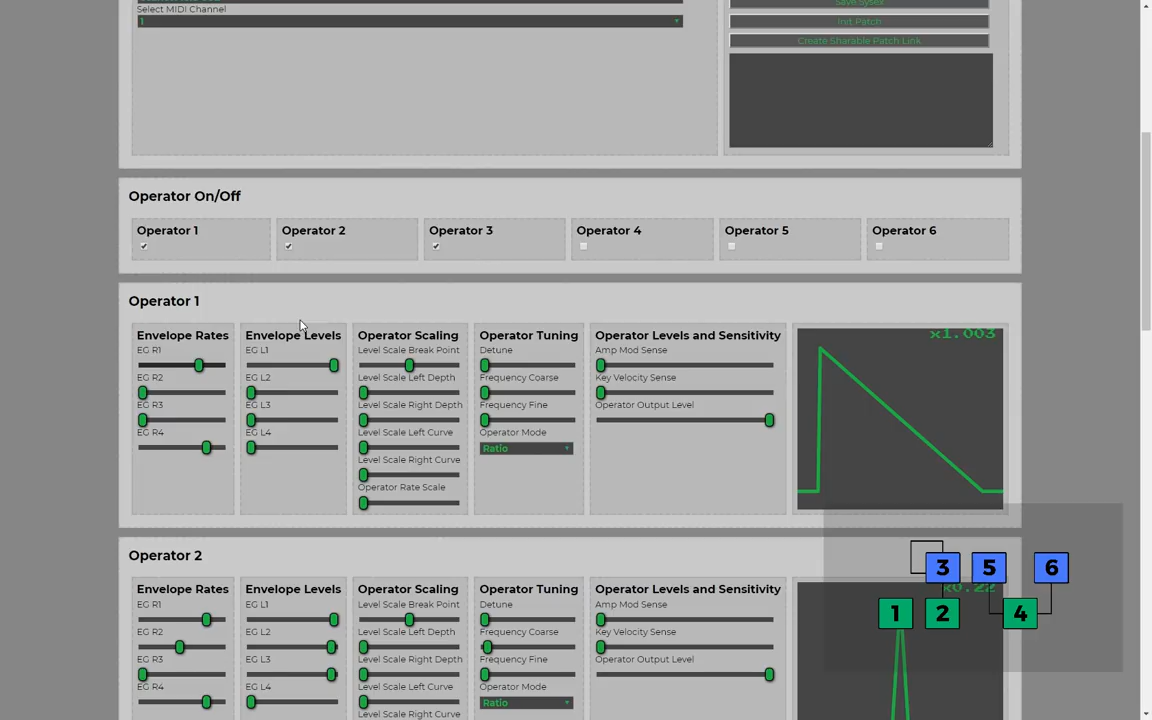 Save Sysex
Select MIDI Channel
1
Init Patch
Create Sharable Patch Link
Operator On/Off
Operator 1 Operator 2 Operator 3 Operator 4 Operator 5 Operator 6
Operator 1
Envelope Rates Envelope Levels Operator Scaling Operator Tuning Operator Levels and Sensitivity x1.003
EG R1 EG L1 Level Scale Break Point Detune Amp Mod Sense
EG R2 EG L2 Level Scale Left Depth Frequency Coarse Key Velocity Sense
EG R3 EG L3 Level Scale Right Depth Frequency Fine Operator Output Level
EG R4 EG L4 Level Scale Left Curve Operator Mode
Ratio
Level Scale Right Curve
Operator Rate Scale
Operator 2
3 5 6
Envelope Rates Envelope Levels Operator Scaling Operator Tuning Operator Levels and Sensitivity x0.22
EG R1 EG L1 Level Scale Break Point Detune Amp Mod Sense
1 2 4
EG R2 EG L2 Level Scale Left Depth Frequency Coarse Key Velocity Sense
EG R3 EG L3 Level Scale Right Depth Frequency Fine Operator Output Level
EG R4 EG L4 Level Scale Left Curve Operator Mode
Ratio
Level Scale Right Curve